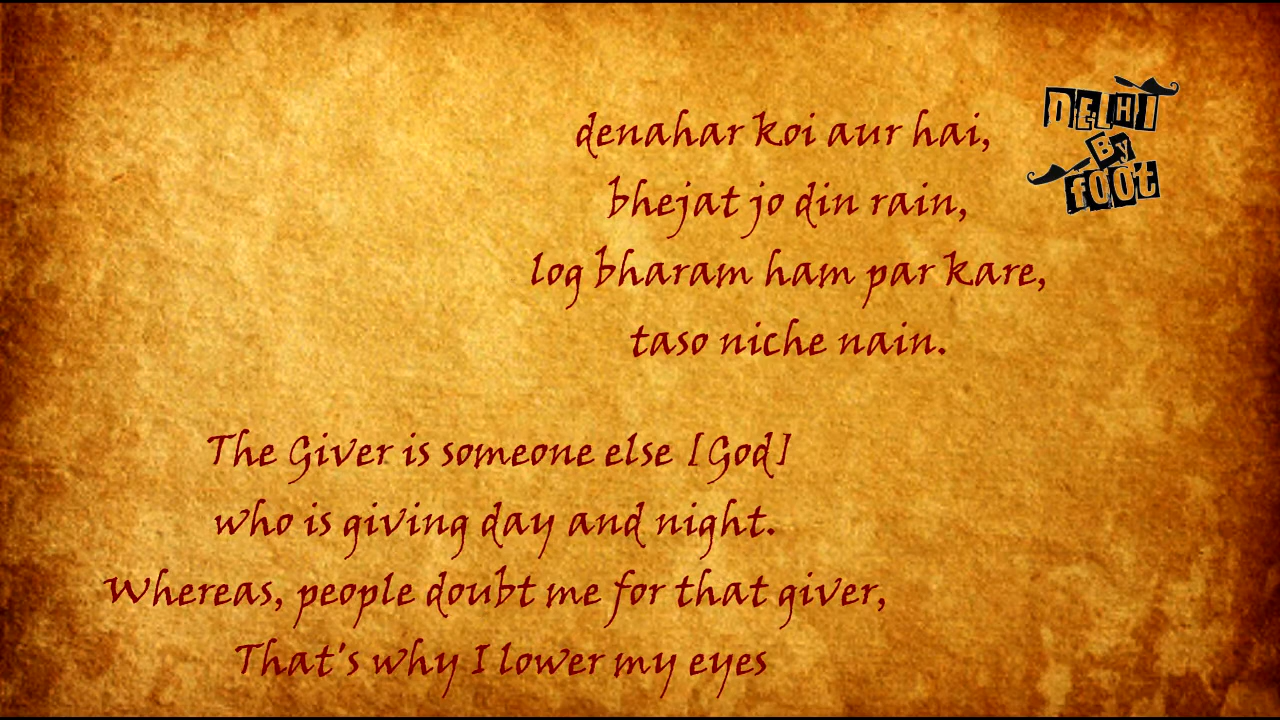 denahar koi aur hai,
bhejat jo din rain,
log bharam ham par kare,
taso niche nain.
DELHI
By
fOOt
The Giver is someone else [God]
who is giving day and night.
Whereas, people doubt me for that giver,
That's why I lower my eyes